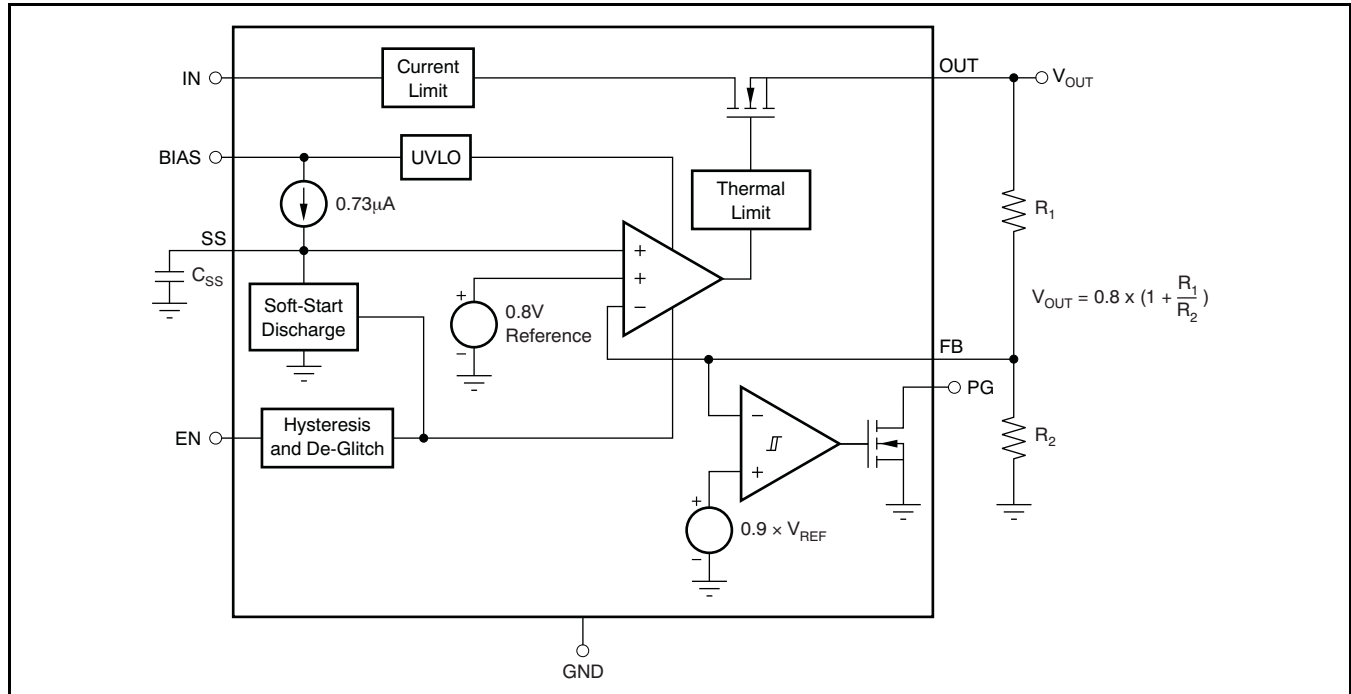 IN
Current
Limit
OUT
V_OUT
BIAS
UVLO
0.73µA
Thermal
Limit
R_1
SS
C_SS
+
+
−
Soft-Start
Discharge
+
−
0.8V
Reference
V_OUT = 0.8 x (1 + R_1/R_2)
FB
PG
EN
Hysteresis
and De-Glitch
−
+
R_2
+
−
0.9 × V_REF
GND